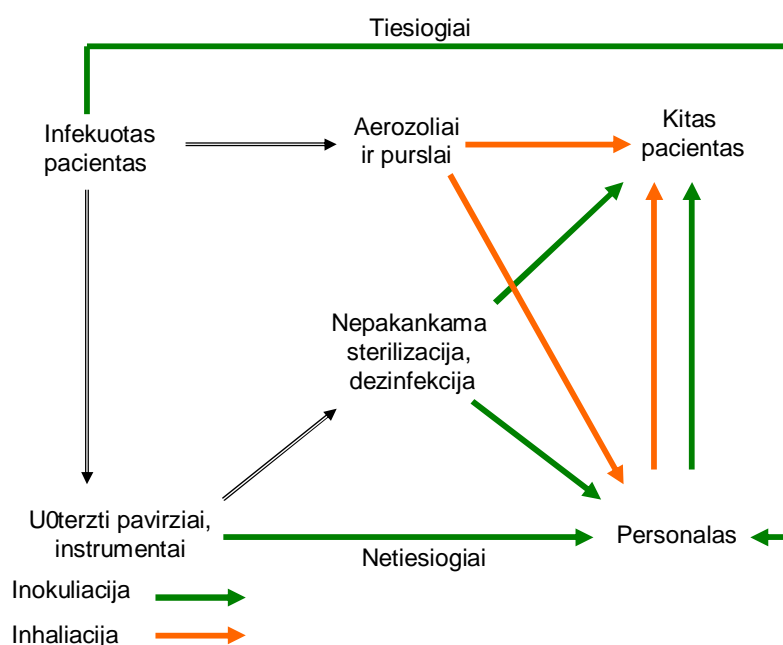 Tiesiogiai
Infekuotas
pacientas
Aerozoliai
ir purslai
Kitas
pacientas
Nepakankama
sterilizacija,
dezinfekcija
U0terzti pavirziai,
instrumentai
Netiesiogiai
Personalas
Inokuliacija
Inhaliacija